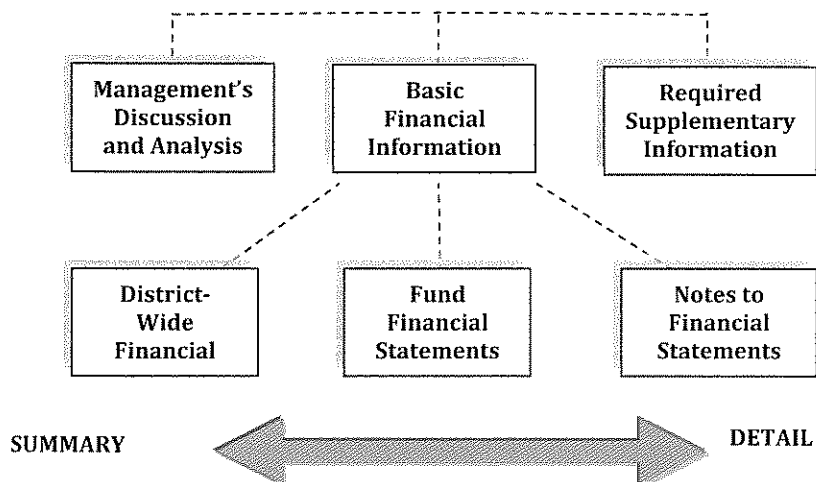 Management's
Discussion
and Analysis
Basic
Financial
Information
Required
Supplementary
Information
District-
Wide
Financial
Fund
Financial
Statements
Notes to
Financial
Statements
SUMMARY
DETAIL